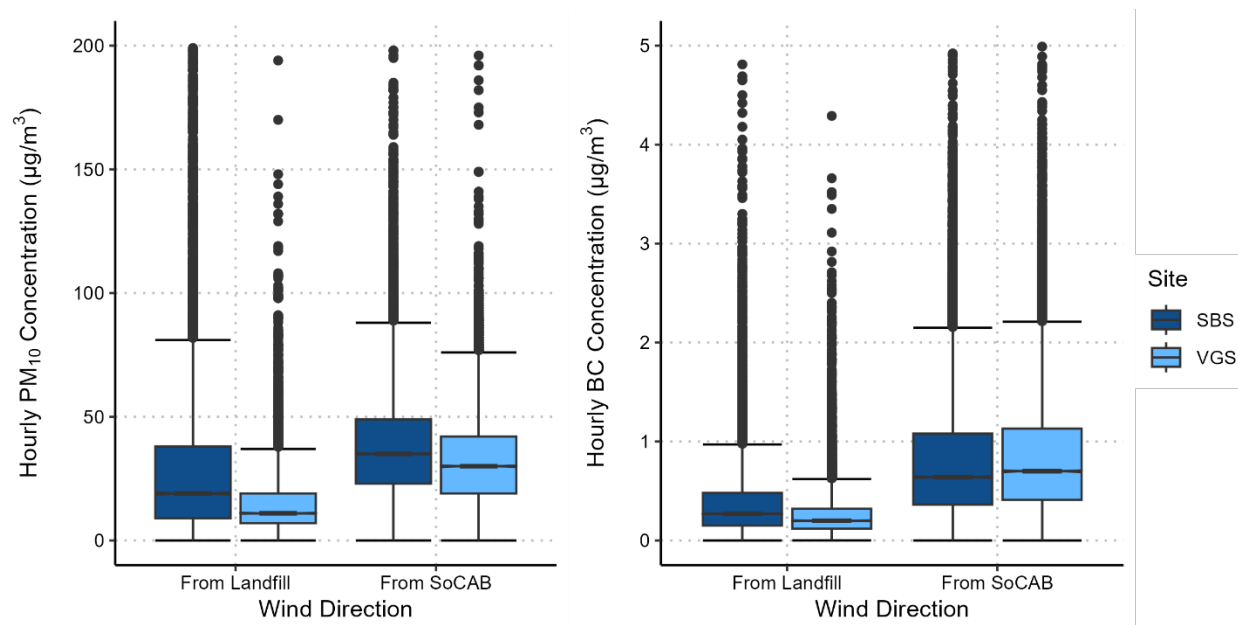 Hourly PM₁₀ Concentration (µg/m³)
200
150
100
50
0
From Landfill
From SoCAB
Wind Direction
Hourly BC Concentration (µg/m³)
5
4
3
2
1
0
From Landfill
From SoCAB
Wind Direction
Site
SBS
VGS